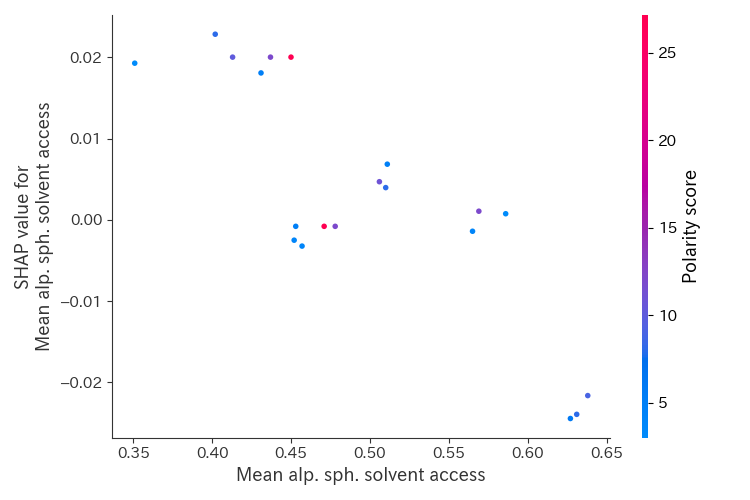 0.02
0.01
0.00
−0.01
−0.02
SHAP value for
Mean alp. sph. solvent access
0.35 0.40 0.45 0.50 0.55 0.60 0.65
Mean alp. sph. solvent access
25
20
15
10
5
Polarity score